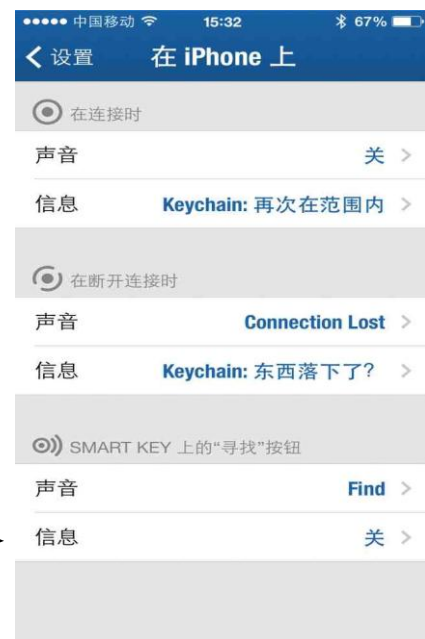 中国移动 15:32 67%
设置 在 iPhone 上
在连接时
声音 关
信息 Keychain: 再次在范围内
在断开连接时
声音 Connection Lost
信息 Keychain: 东西落下了?
SMART KEY 上的“寻找”按钮
声音 Find
信息 关